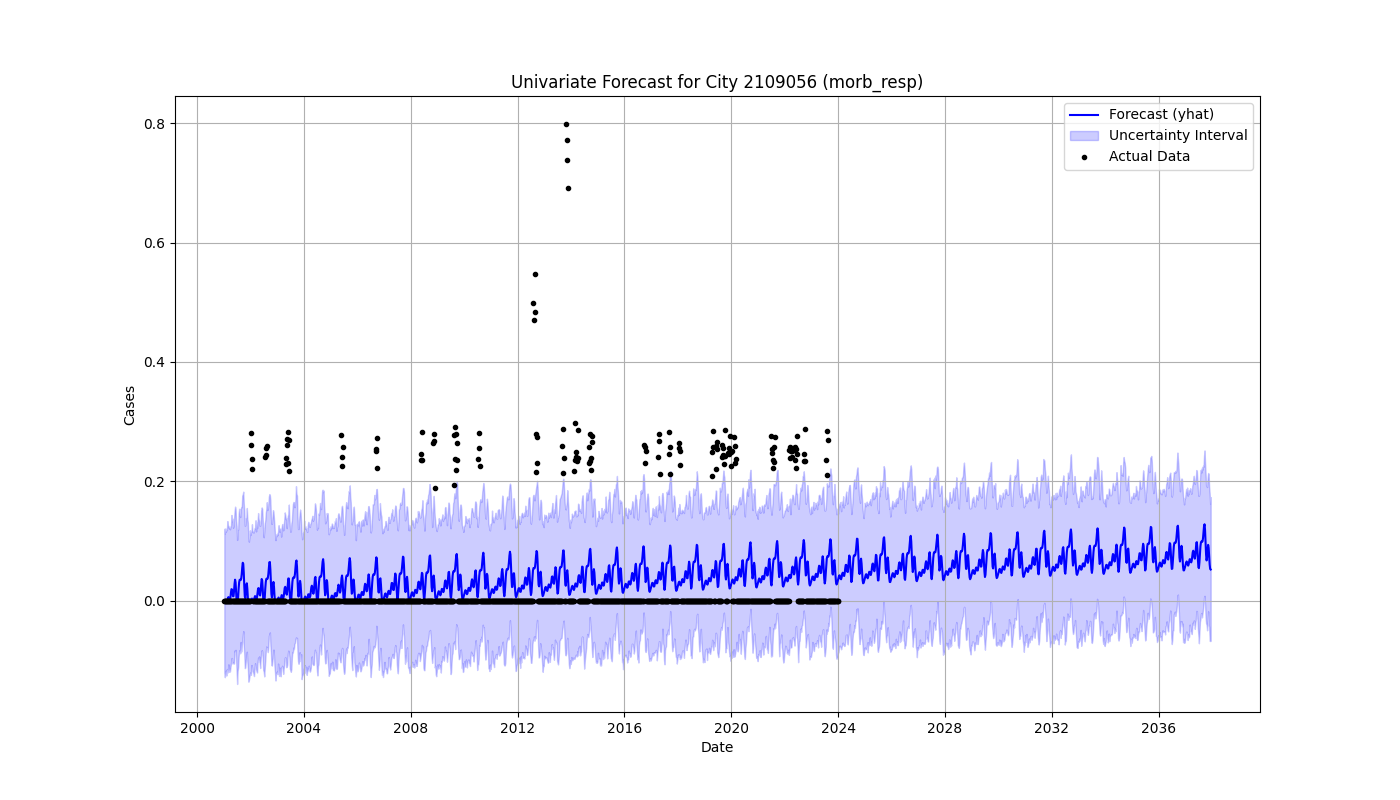 Univariate Forecast for City 2109056 (morb_resp)
Forecast (yhat)
Uncertainty Interval
Actual Data
Cases
0.8
0.6
0.4
0.2
0.0
2000 2004 2008 2012 2016 2020 2024 2028 2032 2036
Date